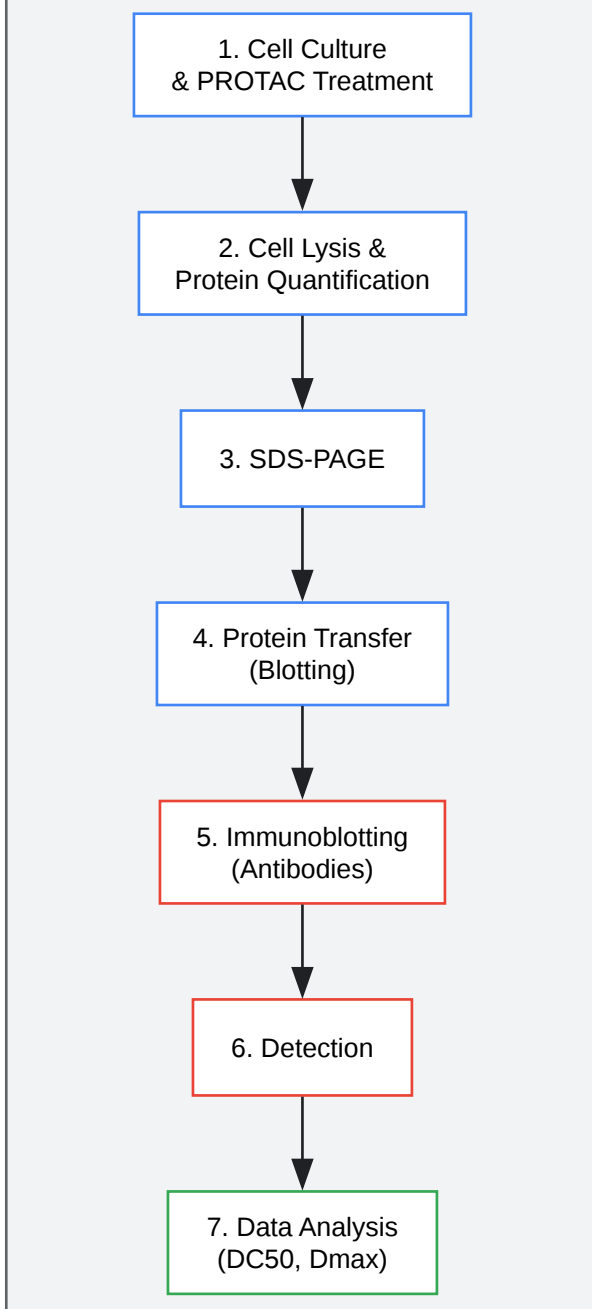 1. Cell Culture
& PROTAC Treatment
2. Cell Lysis &
Protein Quantification
3. SDS-PAGE
4. Protein Transfer
(Blotting)
5. Immunoblotting
(Antibodies)
6. Detection
7. Data Analysis
(DC50, Dmax)